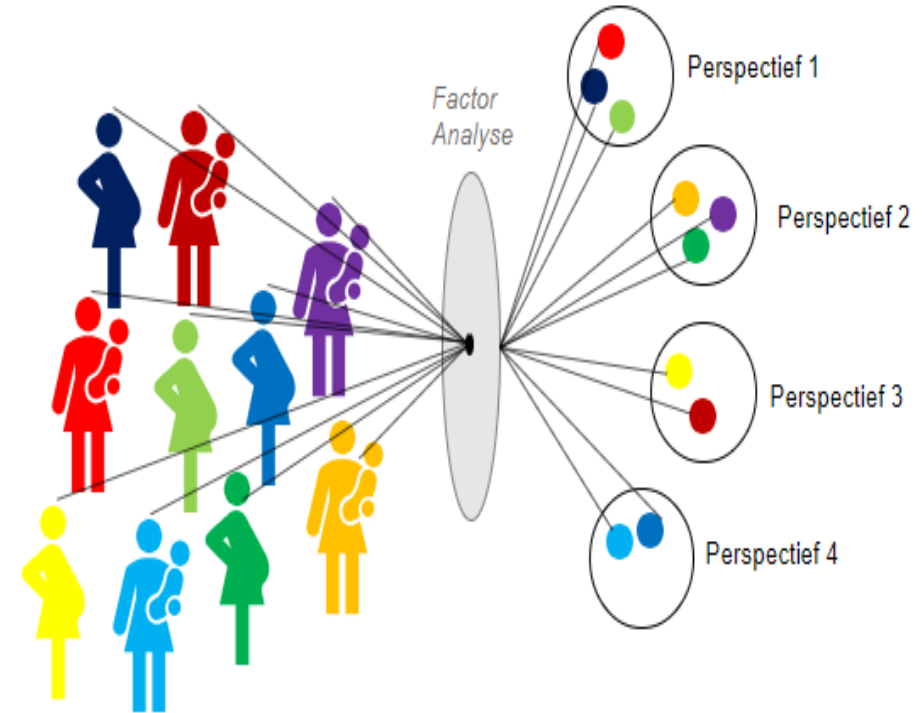 Factor
Analyse
Perspectief 1
Perspectief 2
Perspectief 3
Perspectief 4